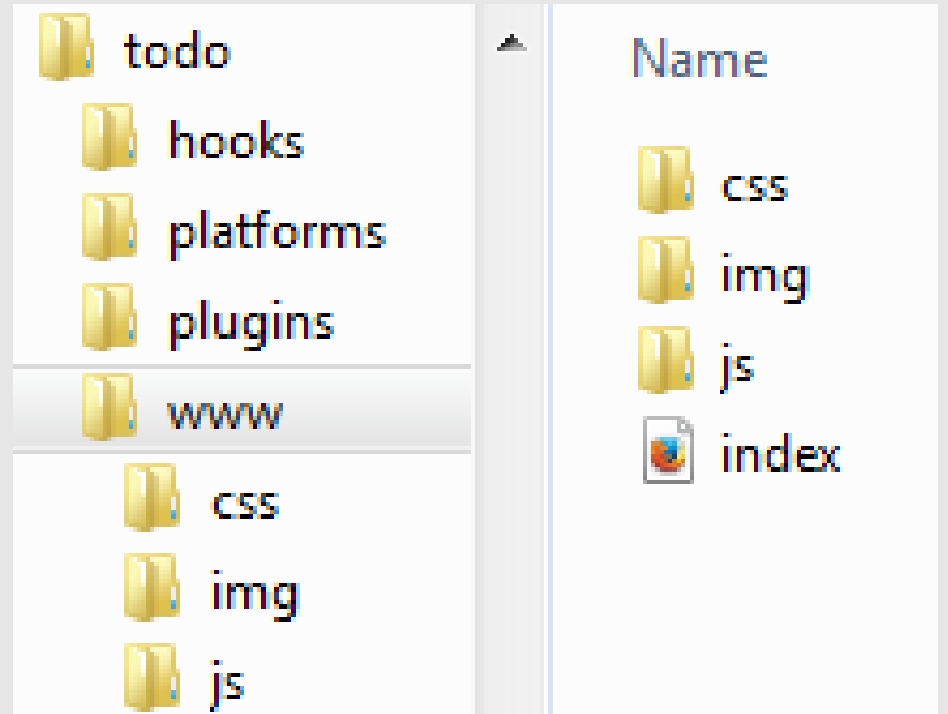 todo
hooks
platforms
plugins
www
css
img
js
Name
css
img
js
index